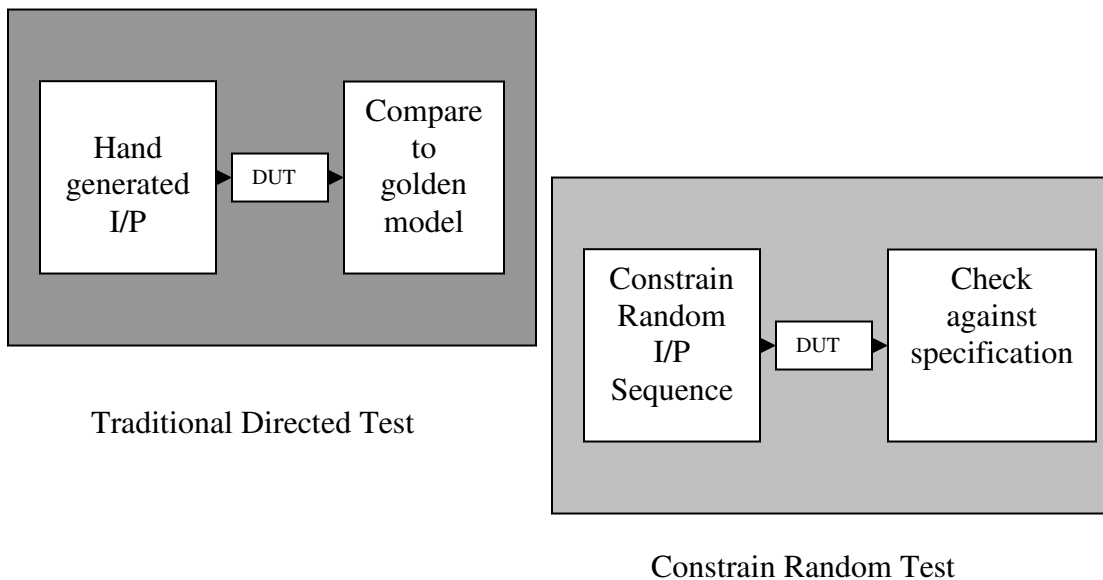 Hand
generated
I/P
DUT
Compare
to
golden
model
Traditional Directed Test
Constrain
Random
I/P
Sequence
DUT
Check
against
specification
Constrain Random Test